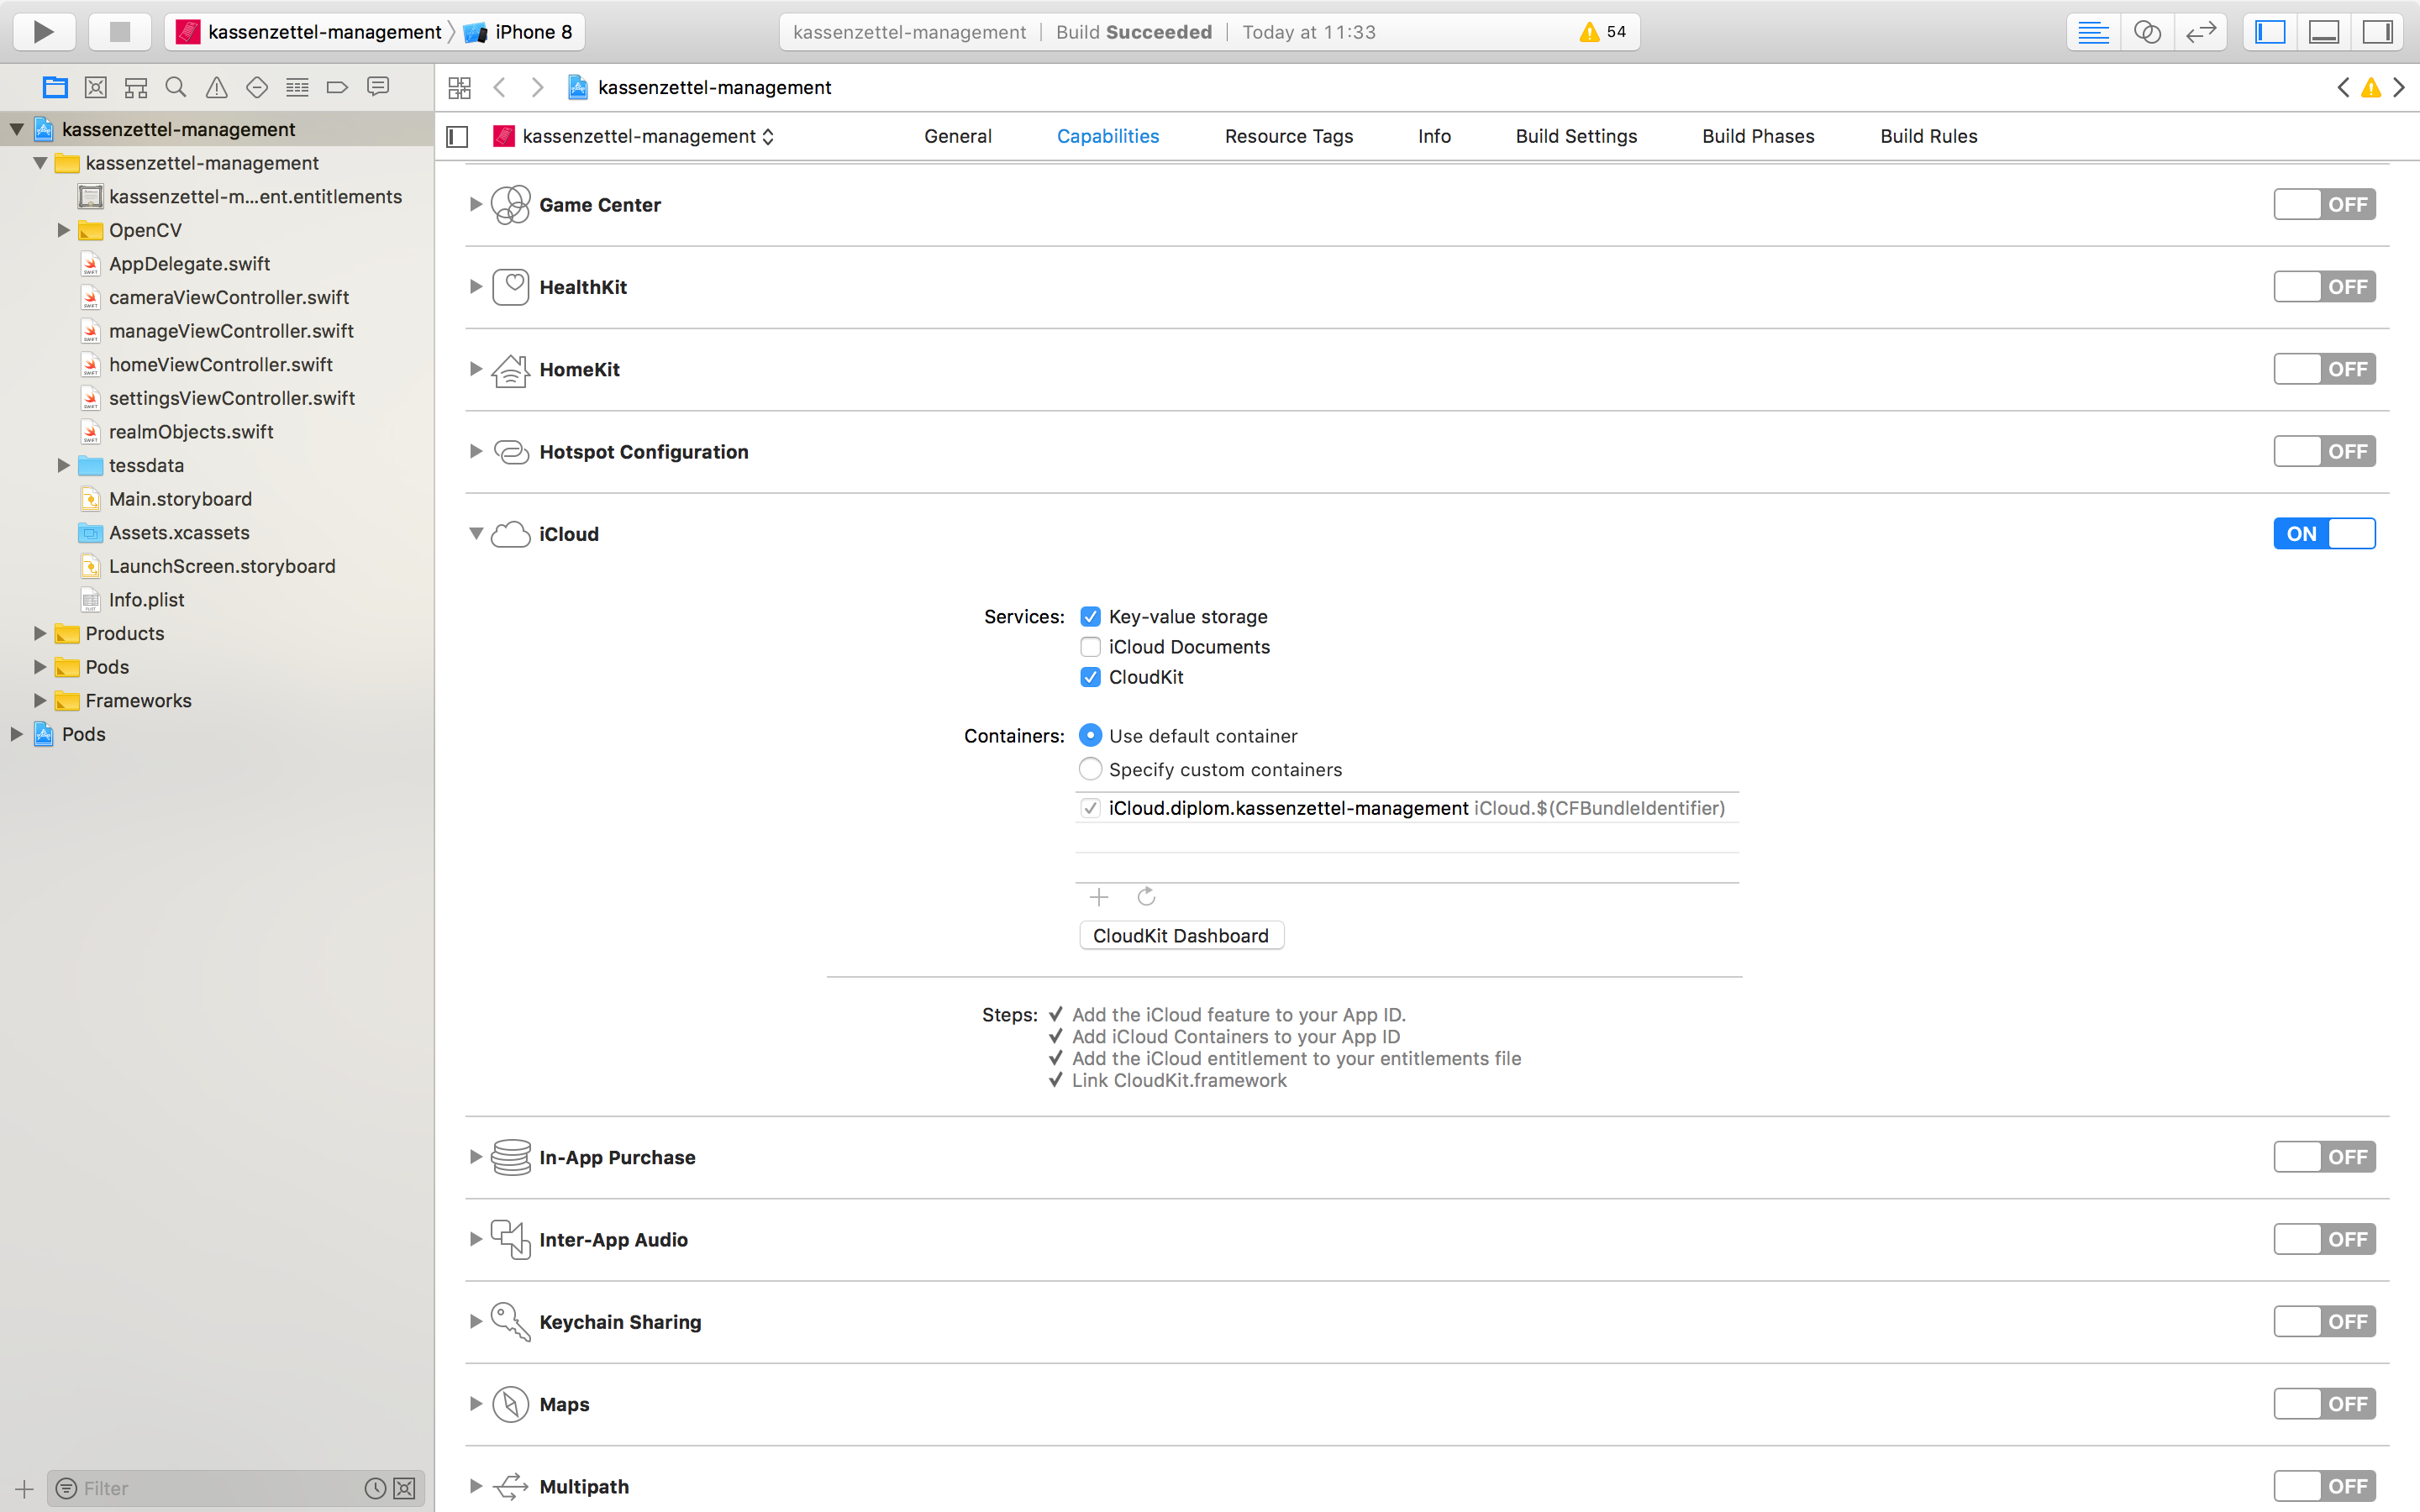 kassenzettel-management
iPhone 8
kassenzettel-management
Build Succeeded
Today at 11:33
54
kassenzettel-management
kassenzettel-management
kassenzettel-management
General
Capabilities
Resource Tags
Info
Build Settings
Build Phases
Build Rules
kassenzettel-management
kassenzettel-m...ent.entitlements
OpenCV
AppDelegate.swift
cameraViewController.swift
manageViewController.swift
homeViewController.swift
settingsViewController.swift
realmObjects.swift
tessdata
Main.storyboard
Assets.xcassets
LaunchScreen.storyboard
Info.plist
Products
Pods
Frameworks
Pods
Filter
Game Center
OFF
HealthKit
OFF
HomeKit
OFF
Hotspot Configuration
OFF
iCloud
ON
Services:
Key-value storage
iCloud Documents
CloudKit
Containers:
Use default container
Specify custom containers
iCloud.diplom.kassenzettel-management iCloud.$(CFBundleIdentifier)
CloudKit Dashboard
Steps:
Add the iCloud feature to your App ID.
Add iCloud Containers to your App ID
Add the iCloud entitlement to your entitlements file
Link CloudKit.framework
In-App Purchase
OFF
Inter-App Audio
OFF
Keychain Sharing
OFF
Maps
OFF
Multipath
OFF